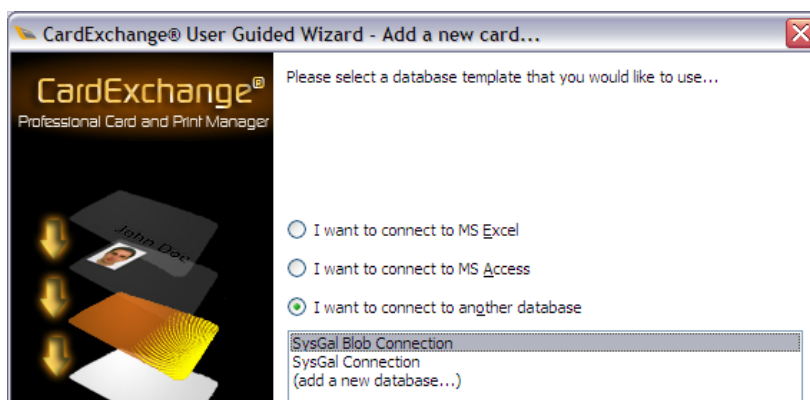 CardExchange® User Guided Wizard - Add a new card...
CardExchange®
Professional Card and Print Manager
John Doe
Please select a database template that you would like to use...
I want to connect to MS Excel
I want to connect to MS Access
I want to connect to another database
SysGal Blob Connection
SysGal Connection
(add a new database...)